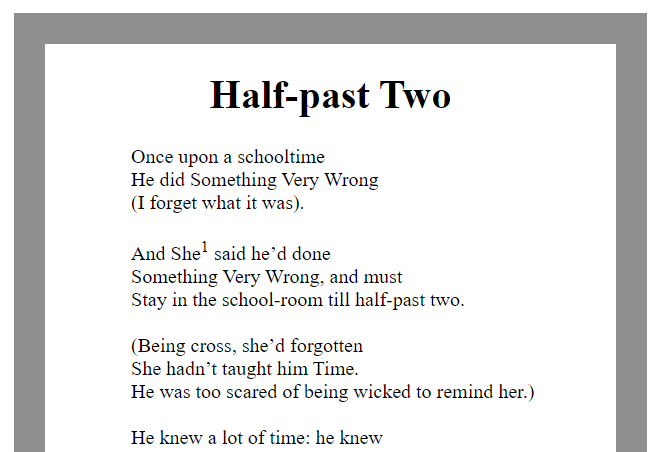 Half-past Two
Once upon a schooltime
He did Something Very Wrong
(I forget what it was).
And She¹ said he’d done
Something Very Wrong, and must
Stay in the school-room till half-past two.
(Being cross, she’d forgotten
She hadn’t taught him Time.
He was too scared of being wicked to remind her.)
He knew a lot of time: he knew